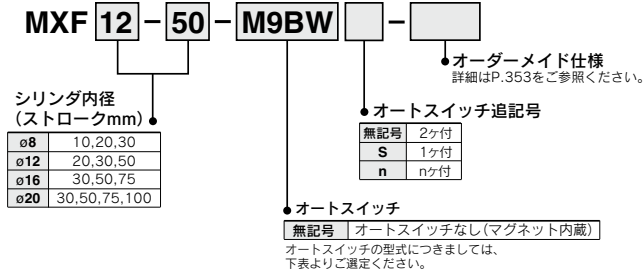 MXF 12 - 50 - M9BW -
オーダーメイド仕様
詳細はP.353をご参照ください。
シリンダ内径
(ストロークmm)
ø8 10,20,30
ø12 20,30,50
ø16 30,50,75
ø20 30,50,75,100
オートスイッチ追記号
無記号 2ヶ付
S 1ヶ付
n nヶ付
オートスイッチ
無記号 オートスイッチなし(マグネット内蔵)
オートスイッチの型式につきましては、
下表よりご選定ください。